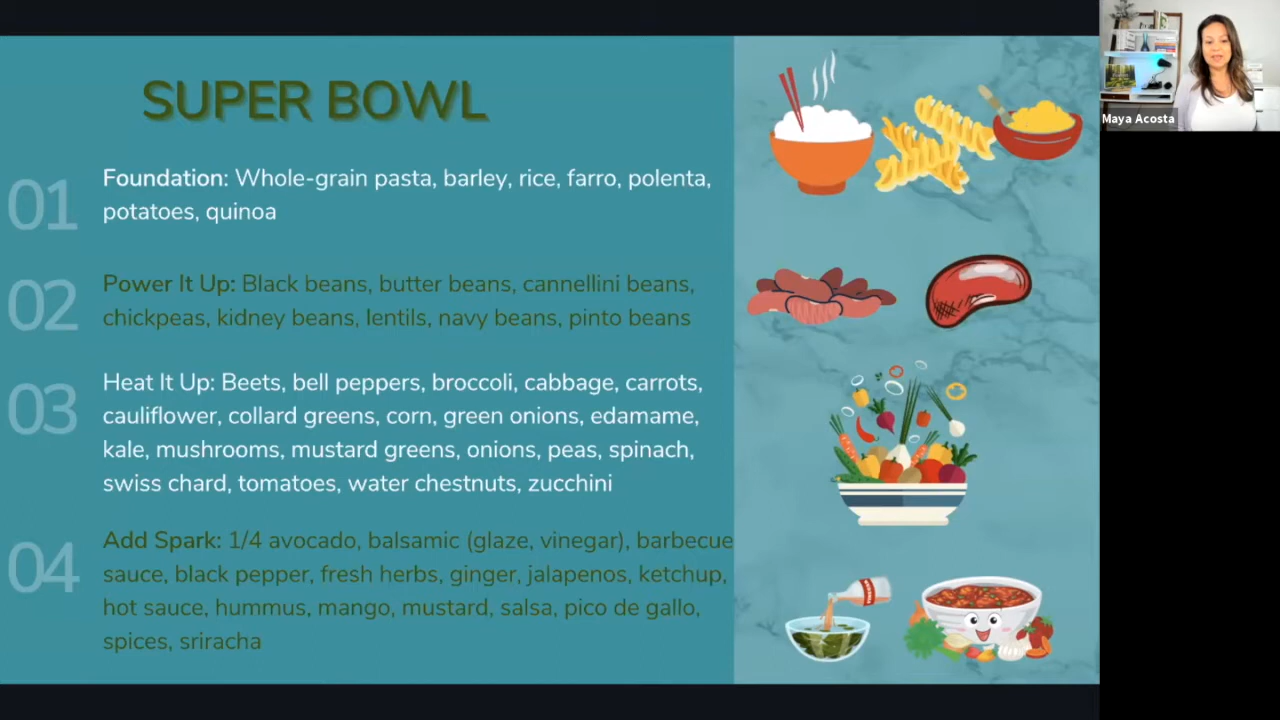 SUPER BOWL
01
Foundation: Whole-grain pasta, barley, rice, farro, polenta,
potatoes, quinoa
02
Power It Up: Black beans, butter beans, cannellini beans,
chickpeas, kidney beans, lentils, navy beans, pinto beans
03
Heat It Up: Beets, bell peppers, broccoli, cabbage, carrots,
cauliflower, collard greens, corn, green onions, edamame,
kale, mushrooms, mustard greens, onions, peas, spinach,
swiss chard, tomatoes, water chestnuts, zucchini
04
Add Spark: 1/4 avocado, balsamic (glaze, vinegar), barbecue
sauce, black pepper, fresh herbs, ginger, jalapenos, ketchup,
hot sauce, hummus, mango, mustard, salsa, pico de gallo,
spices, sriracha
Maya Acosta